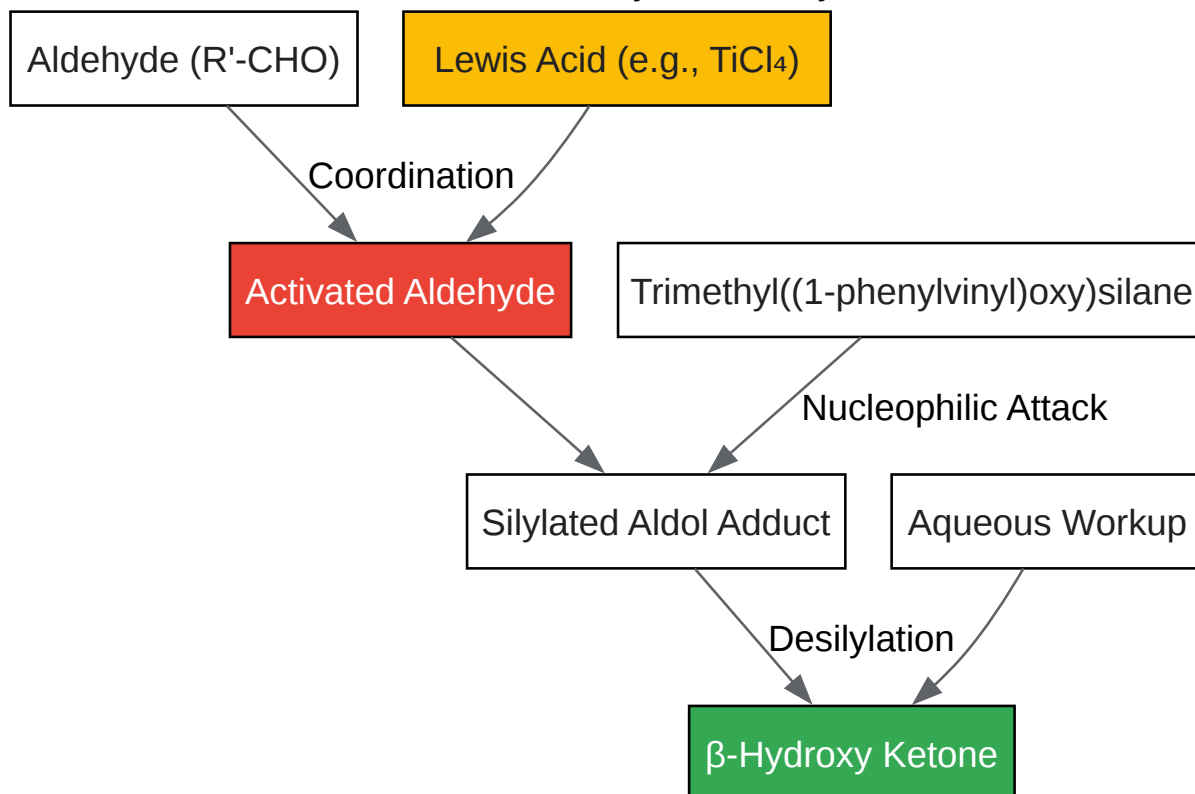 Aldehyde (R'-CHO)
Lewis Acid (e.g., TiCl₄)
Coordination
Activated Aldehyde
Trimethyl((1-phenylvinyl)oxy)silane
Nucleophilic Attack
Silylated Aldol Adduct
Aqueous Workup
Desilylation
β-Hydroxy Ketone